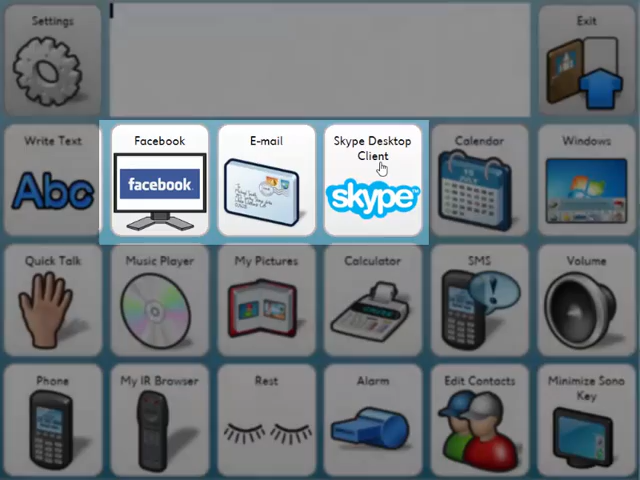 Settings
Exit
Write Text
Facebook
E-mail
Skype Desktop
Client
Calendar
Windows
Abc
facebook
skype™
Quick Talk
Music Player
My Pictures
Calculator
SMS
Volume
Phone
My IR Browser
Rest
Alarm
Edit Contacts
Minimize Sono
Key